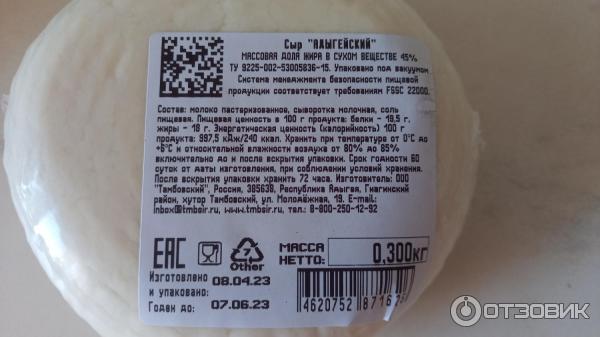 Сыр "АДЫГЕЙСКИЙ"
МАССОВАЯ ДОЛЯ ЖИРА В СУХОМ ВЕЩЕСТВЕ 45%
ТУ 9225-002-53005836-15. Упаковано под вакуумом
Система менеджмента безопасности пищевой
продукции соответствует требованиям FSSC 22000.
Состав: молоко пастеризованное, сыворотка молочная, соль
пищевая. Пищевая ценность в 100 г продукта: белки - 19,5 г.
жиры - 18 г. Энергетическая ценность (калорийность) 100 г
продукта: 997,5 кДж/240 ккал. Хранить при температуре от 0°С до
+6°С и относительной влажности воздуха от 80% до 85%
включительно до и после вскрытия упаковки. Срок годности 60
суток от даты изготовления, при соблюдении условий хранения.
После вскрытия упаковки хранить 72 часа. Изготовитель: ООО
"Тамбовский", Россия, 385638, Республика Адыгея, Гиагинский
район, хутор Тамбовский, ул. Молодёжная, 19. E-mail:
inbox@tmbsir.ru, www.tmbsir.ru, тел.: 8-800-250-12-92
EAC
7
Other
МАССА
НЕТТО:
0,300кг
Изготовлено
и упаковано:
08.04.23
Годен до:
07.06.23
4620752
ОТЗОВИК